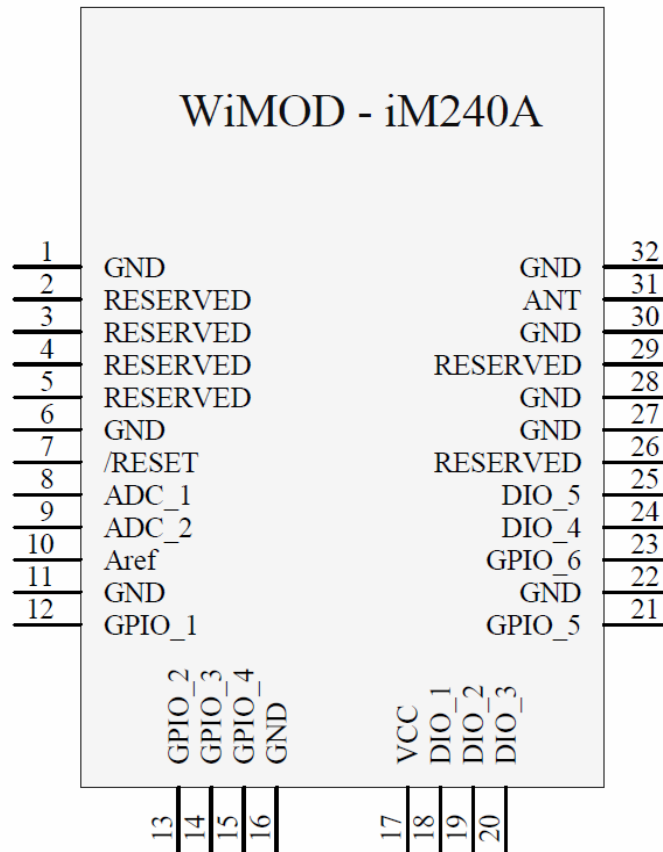 WiMOD - iM240A
1 GND
2 RESERVED
3 RESERVED
4 RESERVED
5 RESERVED
6 GND
7 /RESET
8 ADC_1
9 ADC_2
10 Aref
11 GND
12 GPIO_1
GND 32
ANT 31
GND 30
RESERVED 29
GND 28
GND 27
RESERVED 26
DIO_5 25
DIO_4 24
GPIO_6 23
GND 22
GPIO_5 21
GPIO_2 13
GPIO_3 14
GPIO_4 15
GND 16
VCC 17
DIO_1 18
DIO_2 19
DIO_3 20